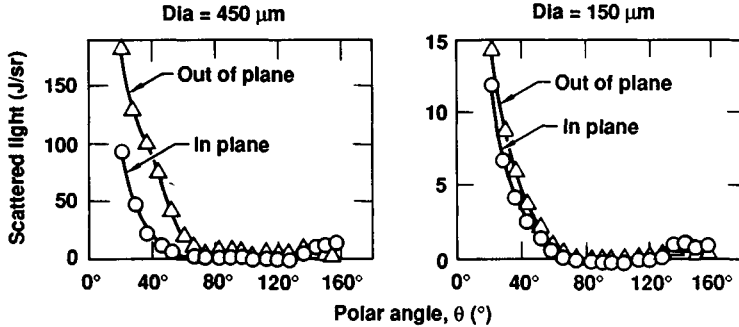 Dia = 450 μm
Dia = 150 μm
Scattered light (J/sr)
150
100
50
0
Out of plane
In plane
0° 40° 80° 120° 160°
15
10
5
0
Out of plane
In plane
0° 40° 80° 120° 160°
Polar angle, θ (°)